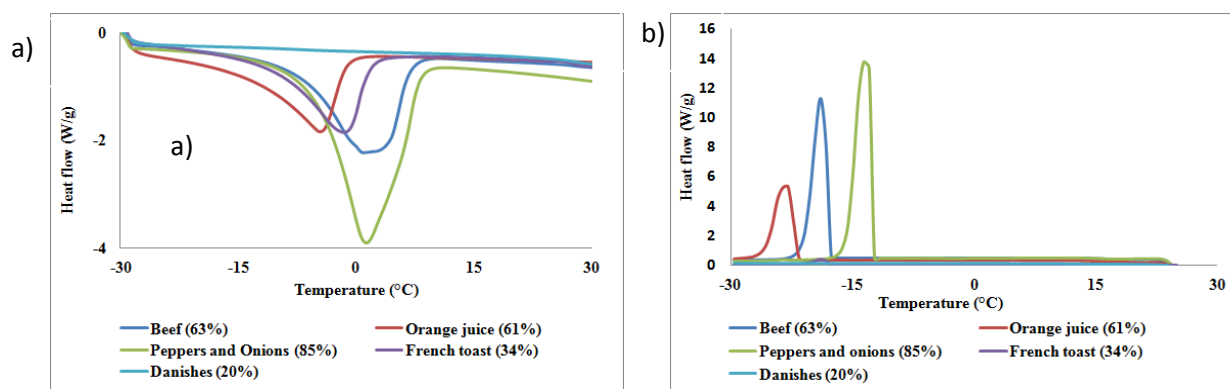 a)
0
-2
-4
Heat flow (W/g)
a)
-30 -15 0 15 30
Temperature (°C)
Beef (63%) Orange juice (61%)
Peppers and Onions (85%) French toast (34%)
Danishes (20%)
b)
16
14
12
10
8
6
4
2
0
Heat flow (W/g)
-30 -15 0 15 30
Temperature (°C)
Beef (63%) Orange juice (61%)
Peppers and onions (85%) French toast (34%)
Danishes (20%)